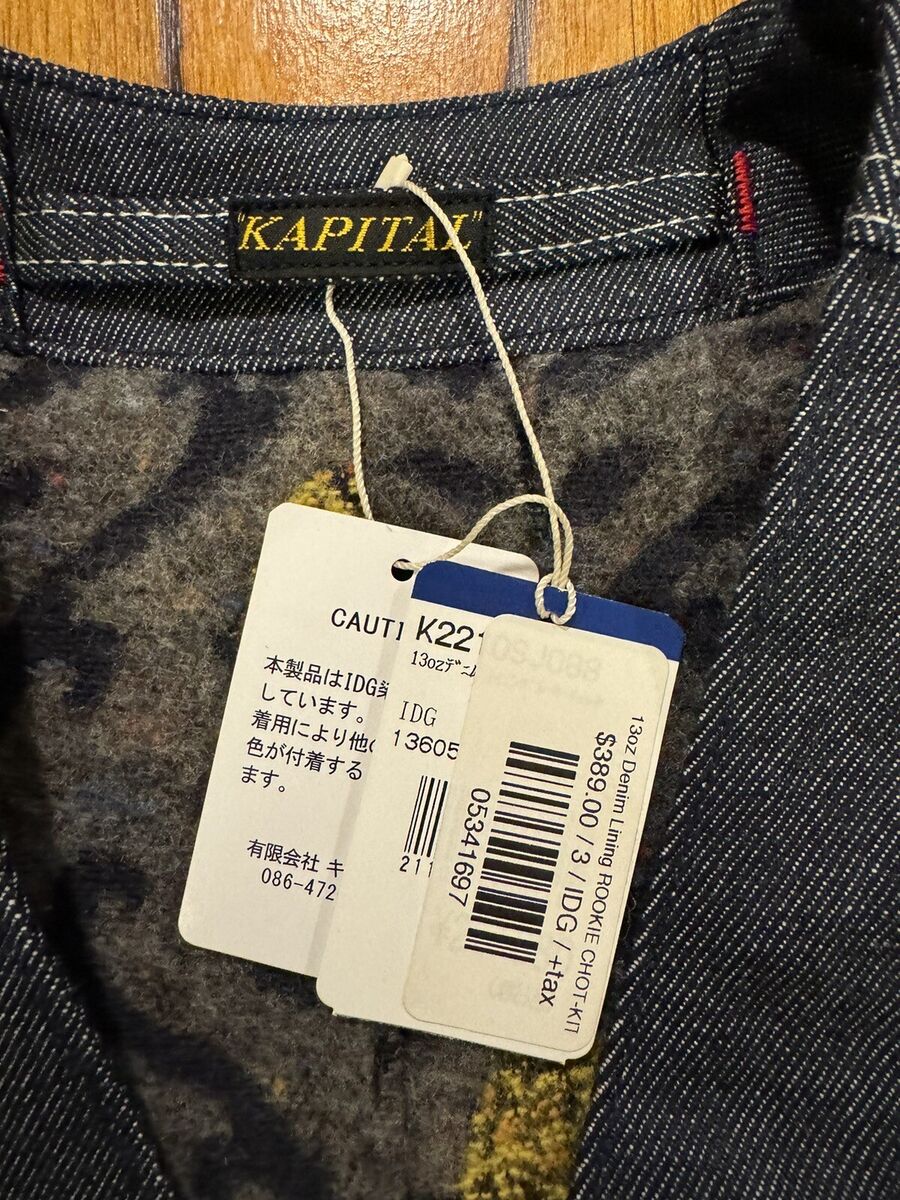 "KAPITAL"
CAUTI
本製品はIDG染
しています。
着用により他の
色が付着する
ます。
有限会社 キ
086-472
K221
13ozデニム
IDG
13605
211
13oz Denim Lining ROOKIE CHOT-KIT
$389.00 / 3 / IDG / +tax
05341697